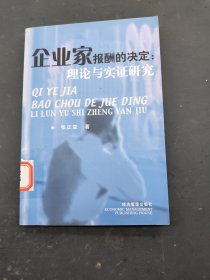 企业家报酬的决定:
理论与实证研究
QI YE JIA
BAO CHOU DE JUE DING
LI LUN YU SHI ZHENG YAN JIU
张正堂 著
经济管理出版社
ECONOMIC MANAGEMENT
PUBLISHING HOUSE